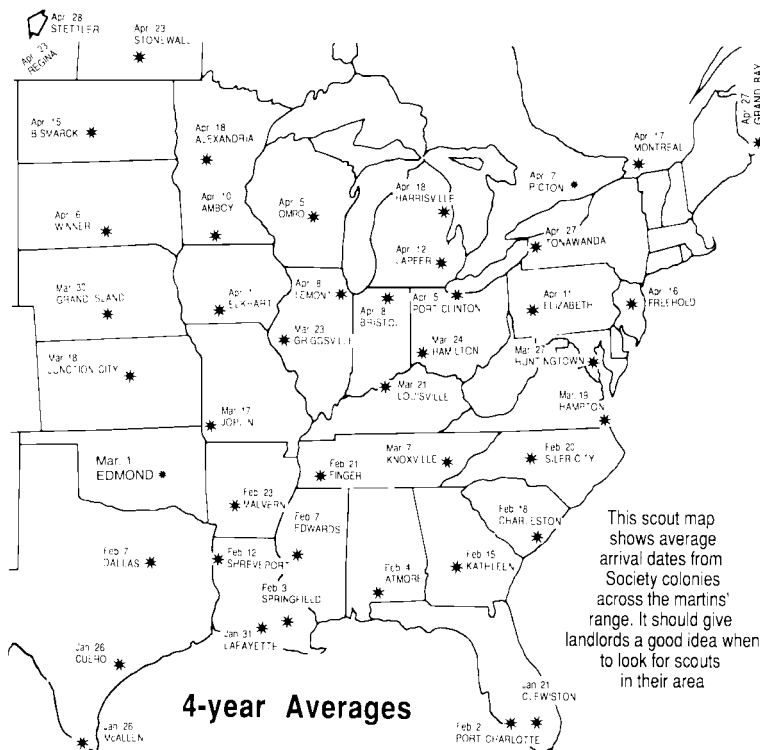 Apr. 28
STETTLER
Apr. 23
STONEWALL
Apr. 23
REGINA
Apr. 27
GRAND BAY
Apr. 15
BISMARCK
Apr. 18
ALEXANDRIA
Apr. 17
MONTREAL
Apr. 7
PICTON
Apr. 6
WINNER
Apr. 10
AMBOY
Apr. 5
OMRO
Apr. 18
HARRISVILLE
Apr. 27
TONAWANDA
Apr. 12
LAPEER
Mar. 30
GRAND ISLAND
Apr. 1
ELKHART
Apr. 8
LEMONT
Apr. 8
BRISTOL
Apr. 5
PORT CLINTON
Apr. 11
ELIZABETH
Apr. 16
FREEHOLD
Mar. 23
GRIGGSVILLE
Mar. 24
HAMILTON
Mar. 27
HUNTINGTOWN
Mar. 18
JUNCTION CITY
Mar. 21
LOUISVILLE
Mar. 19
HAMPTON
Mar. 17
JOPLIN
Mar. 1
EDMOND
Feb. 21
FINGER
Mar. 7
KNOXVILLE
Feb. 20
SILER CITY
Feb. 23
MALVERN
Feb. 7
EDWARDS
Feb. 18
CHARLESTON
Feb. 7
DALLAS
Feb. 12
SHREVEPORT
Feb. 4
ATMORE
Feb. 15
KATHLEEN
Feb. 3
SPRINGFIELD
Jan. 31
LAFAYETTE
Jan. 26
CUERO
Jan. 26
McALLEN
Jan. 21
CLEWISTON
Feb. 2
PORT CHARLOTTE
This scout map
shows average
arrival dates from
Society colonies
across the martins'
range. It should give
landlords a good idea when
to look for scouts
in their area
4-year Averages